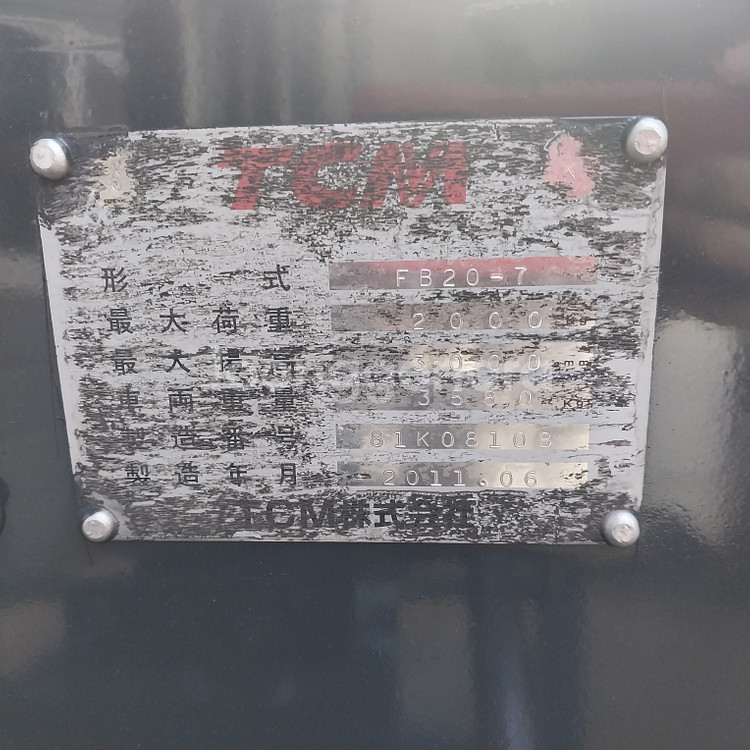 TCM
形 式 FB20-7
最大荷重 2000 kg
最大揚高 3000 mm
車両重量 3580 kg
製造番号 81K08108
製造年月 2011.06
TCM株式会社